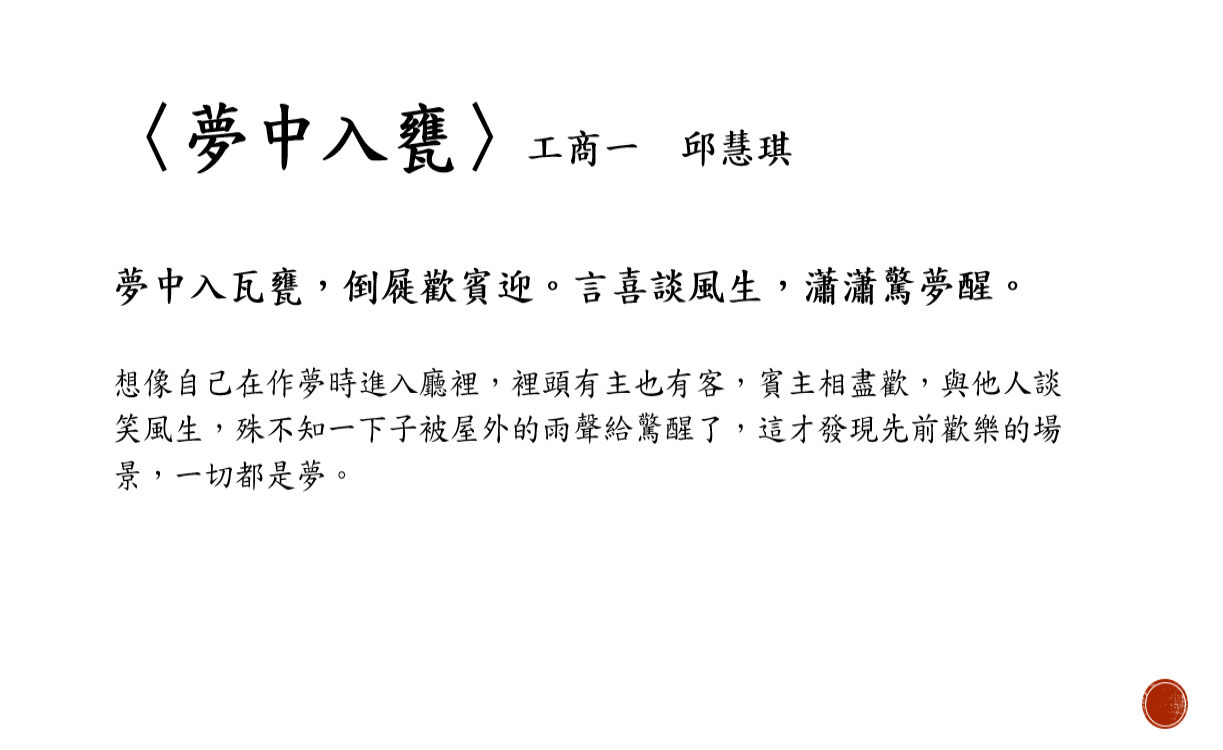 〈夢中入甕〉工商一　邱慧琪
夢中入瓦甕，倒屣歡賓迎。言喜談風生，瀟瀟驚夢醒。
想像自己在作夢時進入廳裡，裡頭有主也有客，賓主相盡歡，與他人談
笑風生，殊不知一下子被屋外的雨聲給驚醒了，這才發現先前歡樂的場
景，一切都是夢。